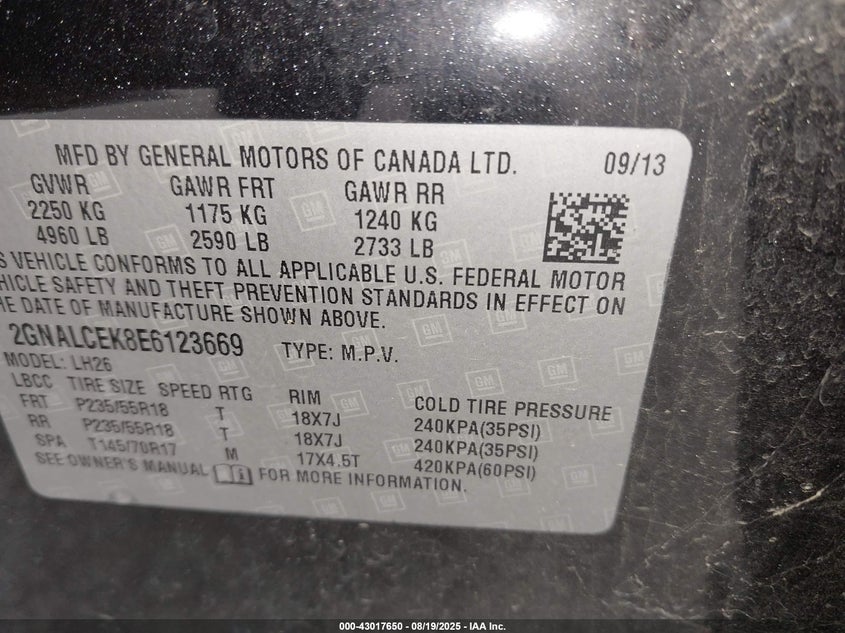 MFD BY GENERAL MOTORS OF CANADA LTD. 09/13
GVWR GAWR FRT GAWR RR
2250 KG 1175 KG 1240 KG
4960 LB 2590 LB 2733 LB
S VEHICLE CONFORMS TO ALL APPLICABLE U.S. FEDERAL MOTOR
HICLE SAFETY AND THEFT PREVENTION STANDARDS IN EFFECT ON
HE DATE OF MANUFACTURE SHOWN ABOVE.
2GNALCEK8E6123669 TYPE: M.P.V.
MODEL: LH26
LBCC TIRE SIZE SPEED RTG RIM COLD TIRE PRESSURE
FRT P235/55R18 T 18X7J 240KPA(35PSI)
RR P235/55R18 T 18X7J 240KPA(35PSI)
SPA T145/70R17 M 17X4.5T 420KPA(60PSI)
SEE OWNER'S MANUAL FOR MORE INFORMATION.
000-43017650 - 08/19/2025 - IAA Inc.